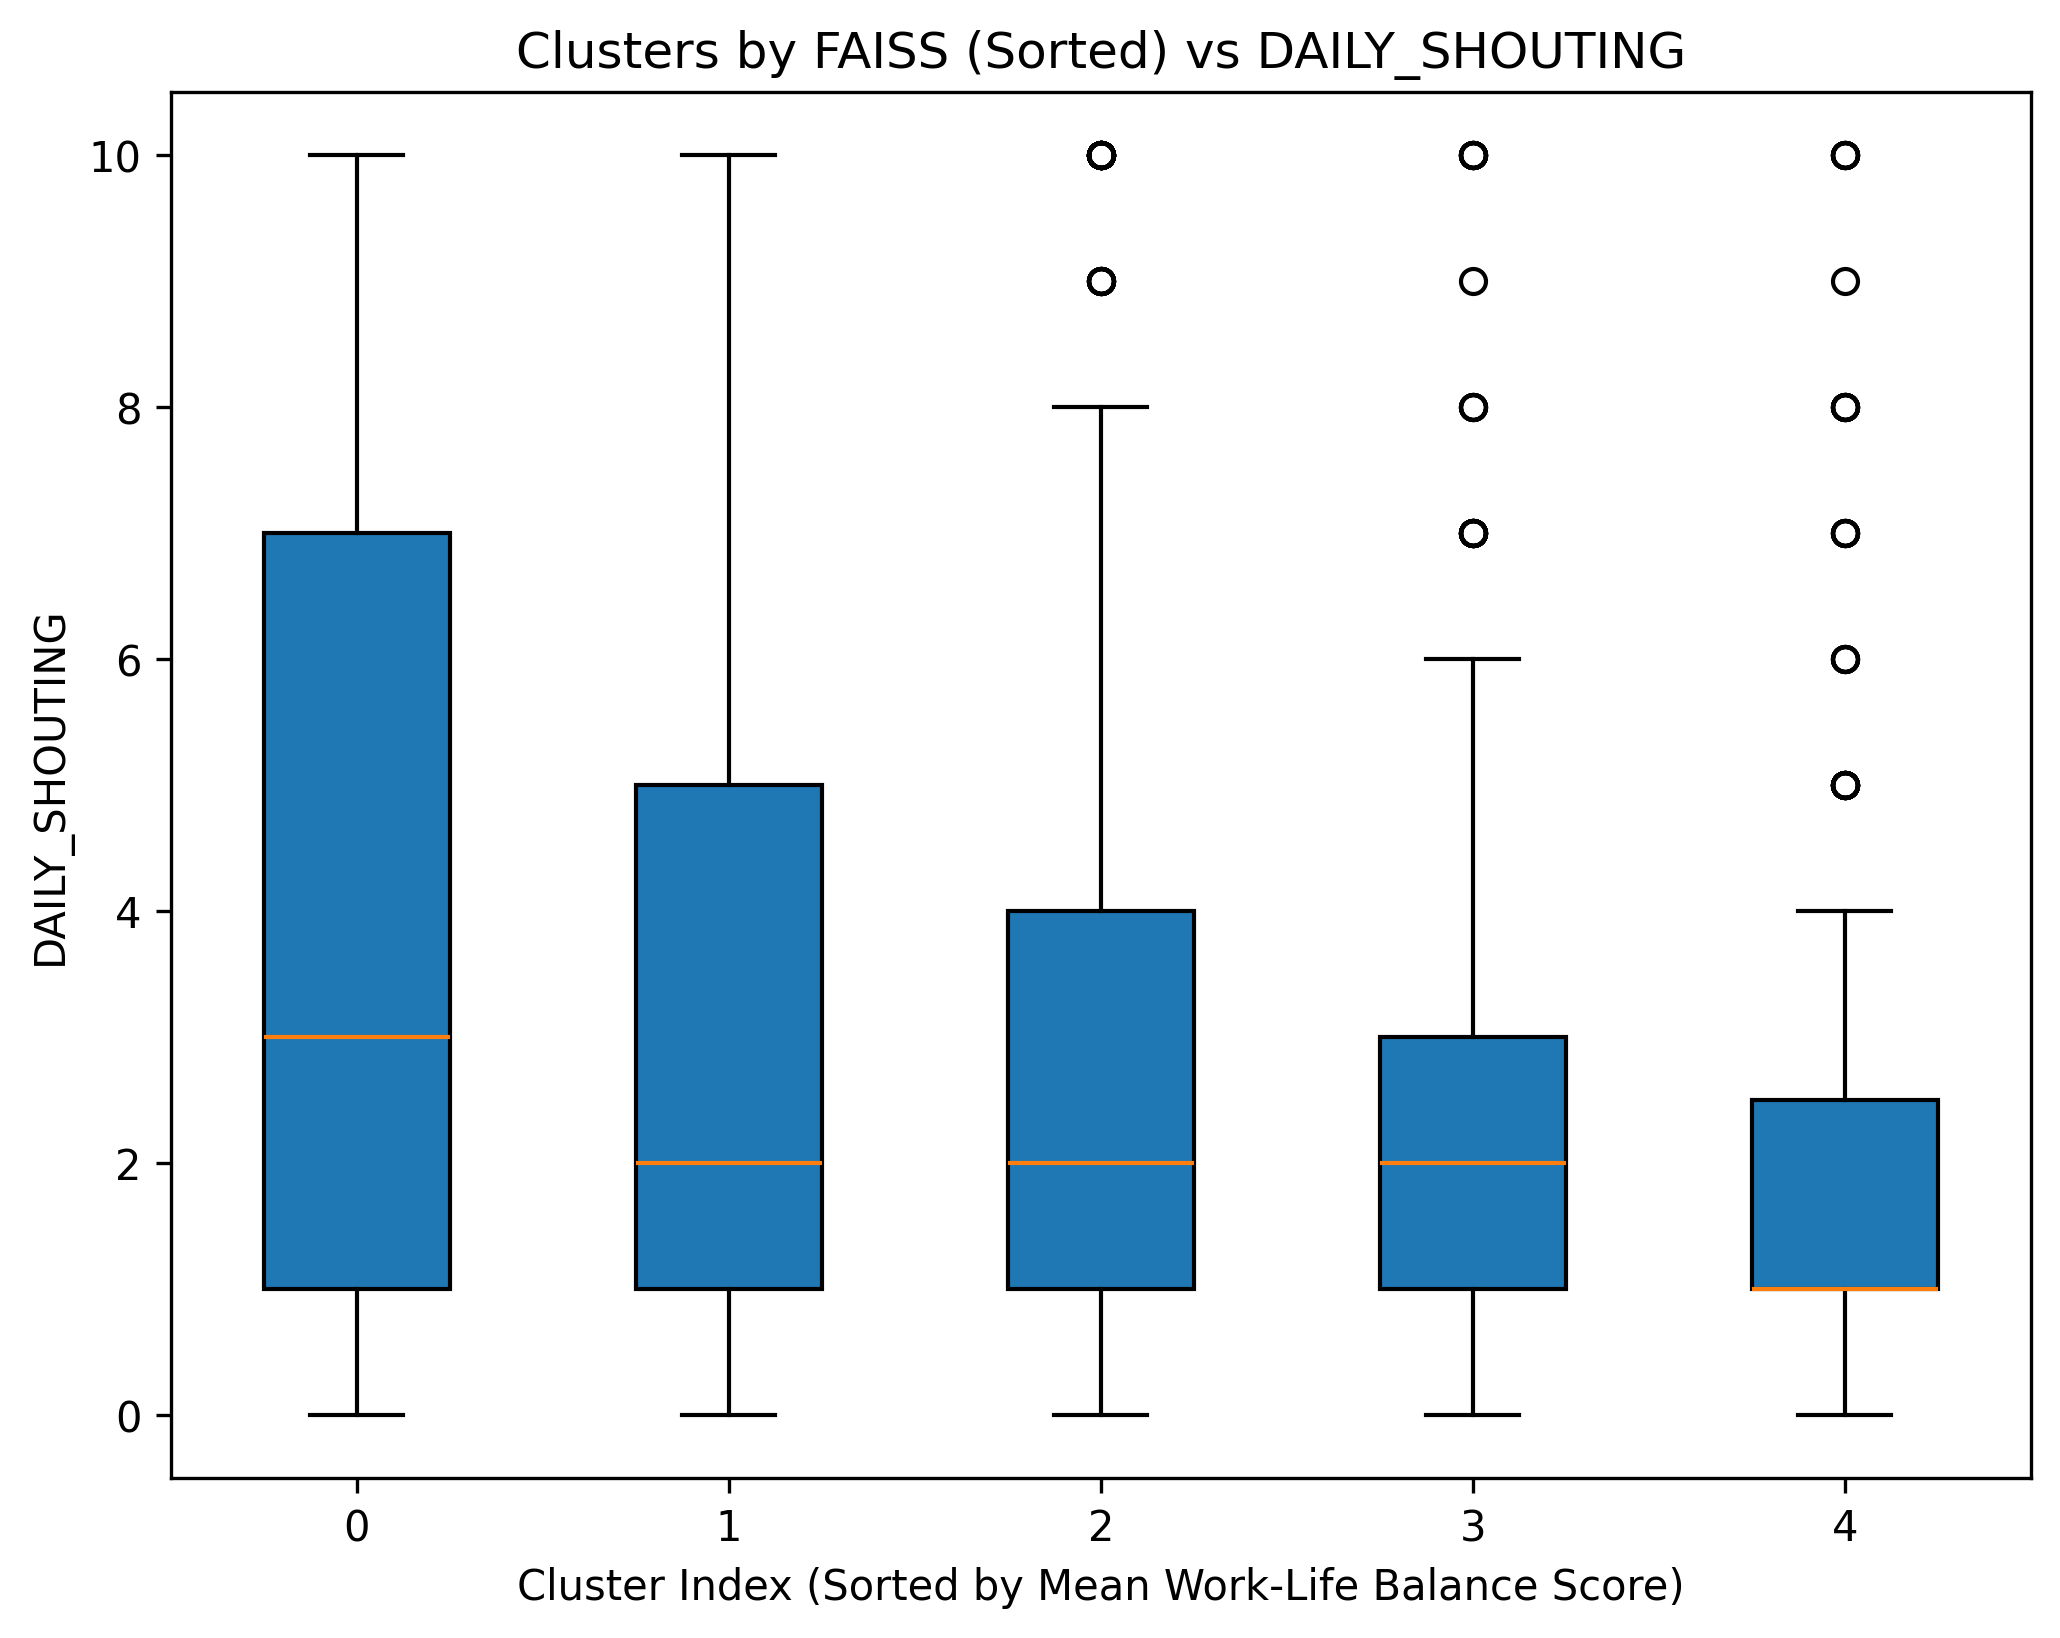 Clusters by FAISS (Sorted) vs DAILY_SHOUTING
DAILY_SHOUTING
10
8
6
4
2
0
0 1 2 3 4
Cluster Index (Sorted by Mean Work-Life Balance Score)